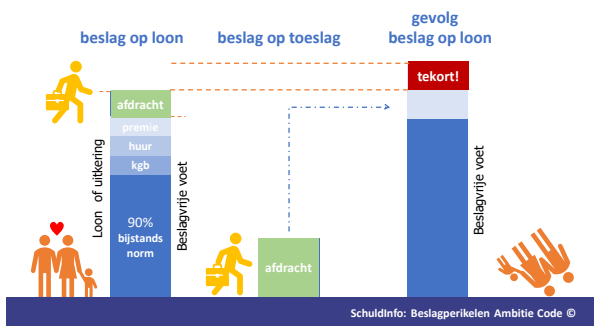 beslag op loon
beslag op toeslag
gevolg
beslag op loon
tekort!
afdracht
premie
huur
kgb
90%
bijstands
norm
Loon of uitkering
Beslagvrije voet
afdracht
Beslagvrije voet
SchuldInfo: Beslagperikelen Ambitie Code ©